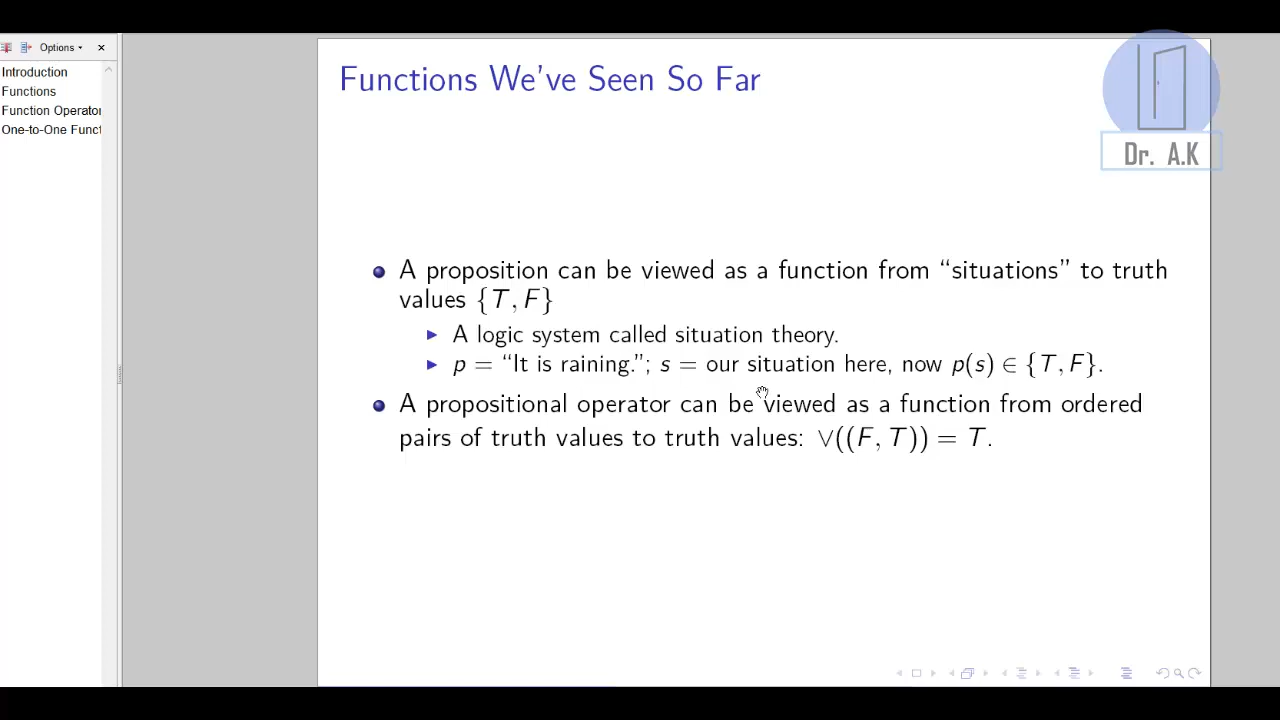 Options
Introduction
Functions
Function Operator
One-to-One Funct
Functions We've Seen So Far
Dr. A.K
A proposition can be viewed as a function from “situations” to truth
values {T, F}
A logic system called situation theory.
p = “It is raining.”; s = our situation here, now p(s) ∈ {T, F}.
A propositional operator can be viewed as a function from ordered
pairs of truth values to truth values: ∨((F, T)) = T.